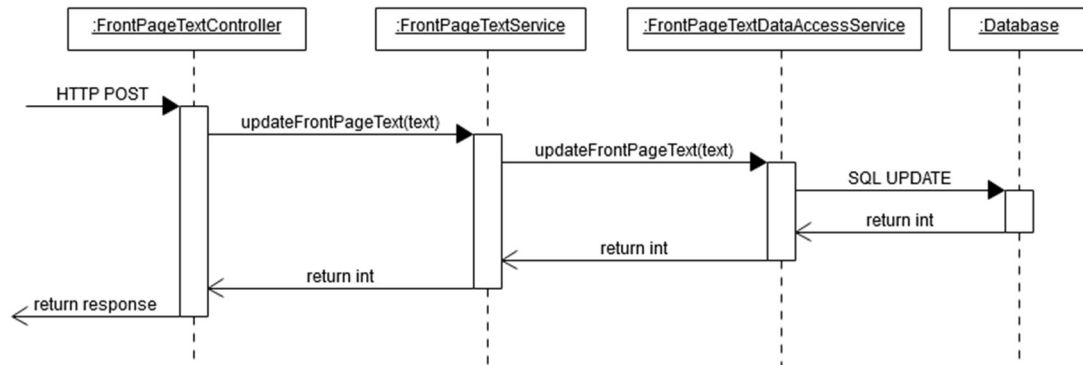 :FrontPageTextController
:FrontPageTextService
:FrontPageTextDataAccessService
:Database
HTTP POST
updateFrontPageText(text)
updateFrontPageText(text)
SQL UPDATE
return int
return int
return int
return response